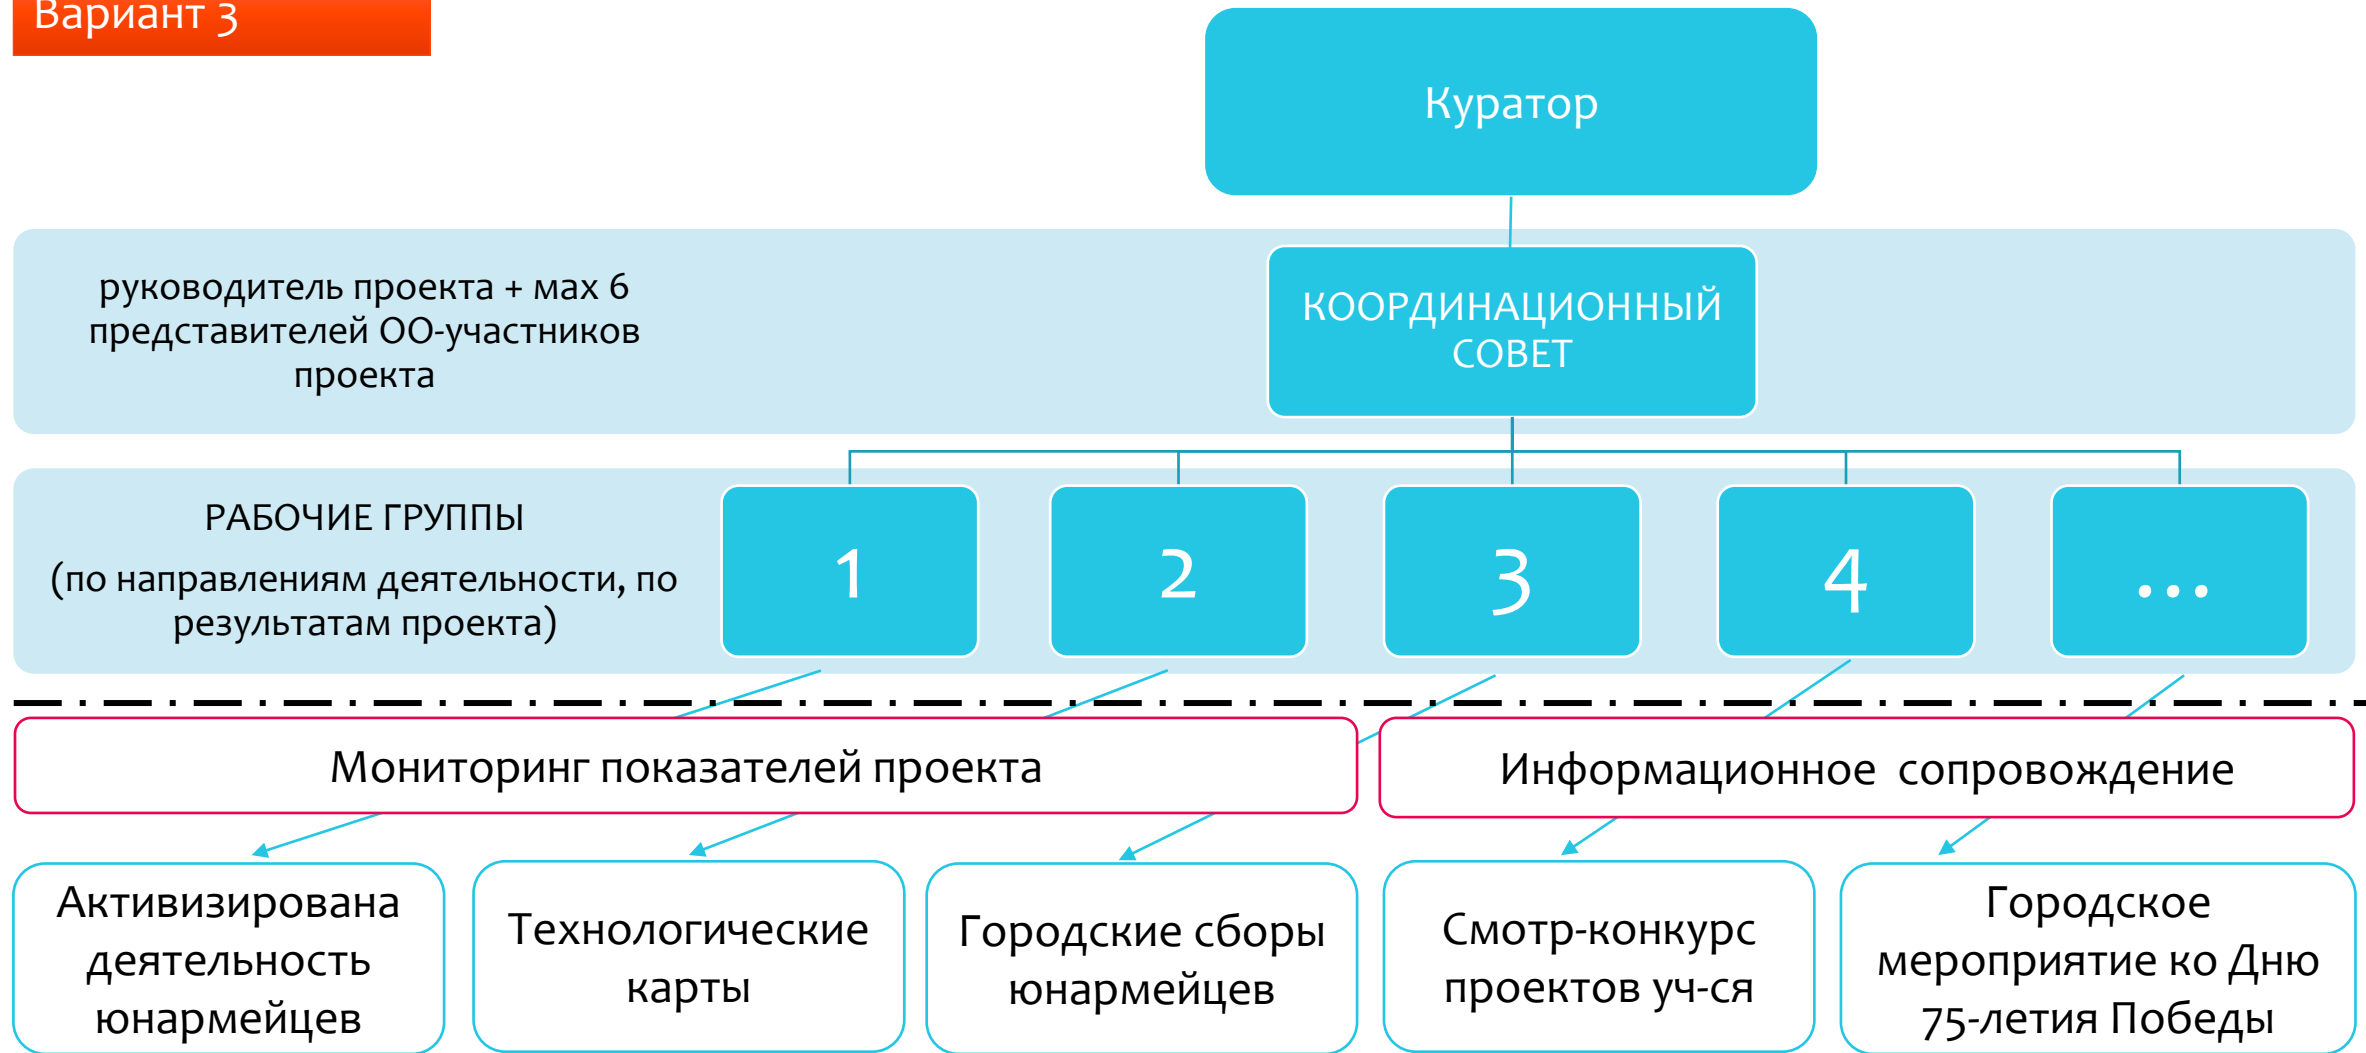 Вариант 3
Куратор
руководитель проекта + мах 6
представителей ОО-участников
проекта
КООРДИНАЦИОННЫЙ
СОВЕТ
РАБОЧИЕ ГРУППЫ
(по направлениям деятельности, по
результатам проекта)
1
2
3
4
...
Мониторинг показателей проекта
Информационное сопровождение
Активизирована
деятельность
юнармейцев
Технологические
карты
Городские сборы
юнармейцев
Смотр-конкурс
проектов уч-ся
Городское
мероприятие ко Дню
75-летия Победы